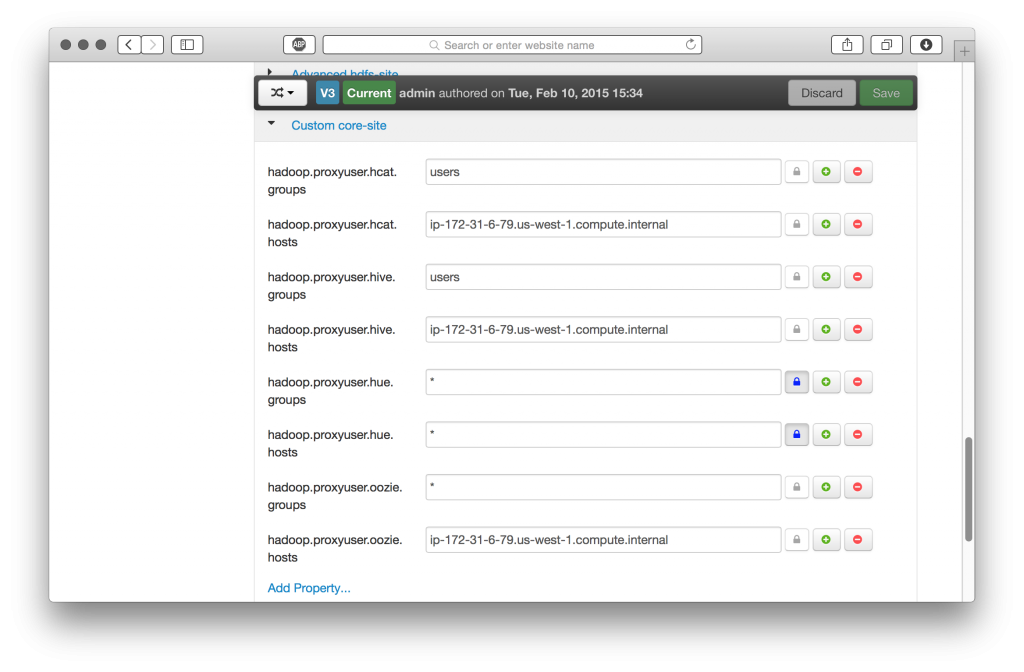 ABP
Search or enter website name
Advanced hdfs-site
V3 Current admin authored on Tue, Feb 10, 2015 15:34 Discard Save
Custom core-site
hadoop.proxyuser.hcat.
groups
users
hadoop.proxyuser.hcat.
hosts
ip-172-31-6-79.us-west-1.compute.internal
hadoop.proxyuser.hive.
groups
users
hadoop.proxyuser.hive.
hosts
ip-172-31-6-79.us-west-1.compute.internal
hadoop.proxyuser.hue.
groups
*
hadoop.proxyuser.hue.
hosts
*
hadoop.proxyuser.oozie.
groups
*
hadoop.proxyuser.oozie.
hosts
ip-172-31-6-79.us-west-1.compute.internal
Add Property...